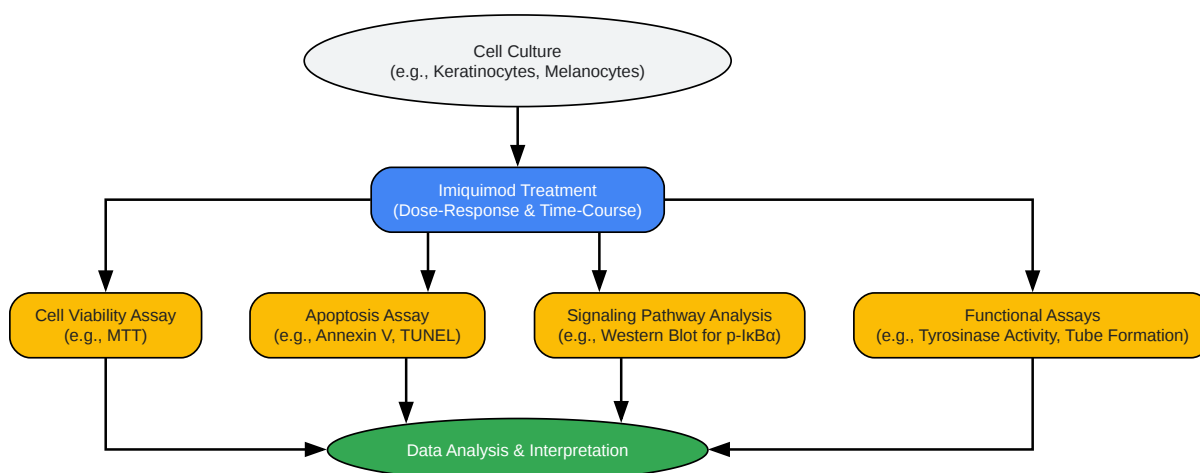 Cell Culture
(e.g., Keratinocytes, Melanocytes)
Imiquimod Treatment
(Dose-Response & Time-Course)
Cell Viability Assay
(e.g., MTT)
Apoptosis Assay
(e.g., Annexin V, TUNEL)
Signaling Pathway Analysis
(e.g., Western Blot for p-IκBα)
Functional Assays
(e.g., Tyrosinase Activity, Tube Formation)
Data Analysis & Interpretation